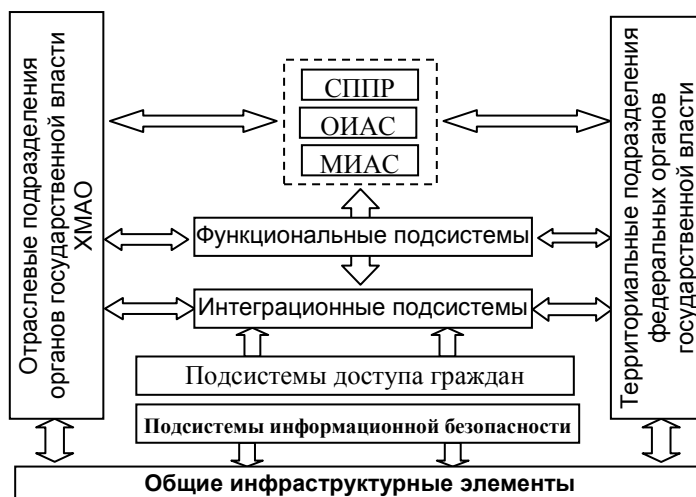 Отраслевые подразделения
органов государственной власти
ХМАО
СППР
ОИАС
МИАС
Функциональные подсистемы
Интеграционные подсистемы
Подсистемы доступа граждан
Подсистемы информационной безопасности
Общие инфраструктурные элементы
Территориальные подразделения
федеральных органов
государственной власти